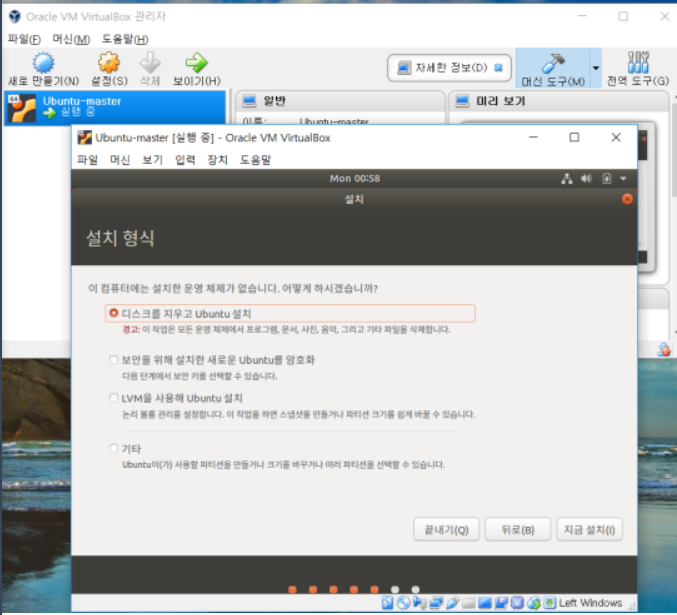 Oracle VM VirtualBox 관리자
파일(F) 머신(M) 도움말(H)
새로 만들기(N) 설정(S) 삭제 보이기(H) 자세한 정보(D) 머신 도구(M) 전역 도구(G)
64
Ubuntu-master
실행 중
일반
미리 보기
이름: Ubuntu-master
Ubuntu-master [실행 중] - Oracle VM VirtualBox
파일 머신 보기 입력 장치 도움말
Mon 00:58
설치
설치 형식
이 컴퓨터에는 설치한 운영 체제가 없습니다. 어떻게 하시겠습니까?
디스크를 지우고 Ubuntu 설치
경고: 이 작업은 모든 운영 체제에서 프로그램, 문서, 사진, 음악, 그리고 기타 파일을 삭제합니다.
보안을 위해 설치한 새로운 Ubuntu를 암호화
다음 단계에서 보안 키를 선택할 수 있습니다.
LVM을 사용해 Ubuntu 설치
논리 볼륨 관리를 설정합니다. 이 작업을 하면 스냅샷을 만들거나 파티션 크기를 쉽게 바꿀 수 있습니다.
기타
Ubuntu이(가) 사용할 파티션을 만들거나 크기를 바꾸거나 여러 파티션을 선택할 수 있습니다.
끝내기(Q) 뒤로(B) 지금 설치(I)
Left Windows